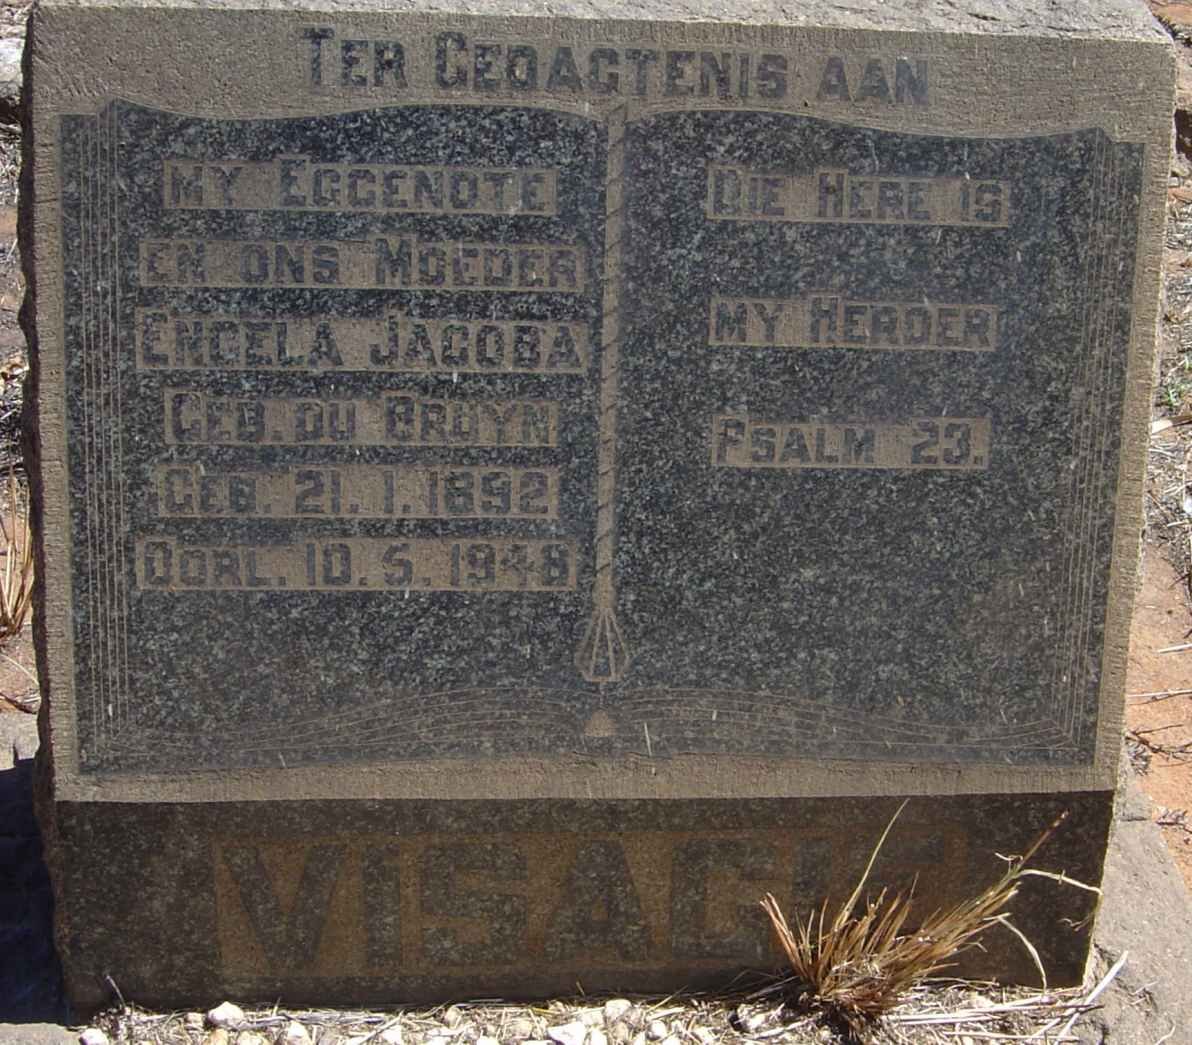 TER GEDAGTENIS AAN
MY EGGENOTE
EN ONS MOEDER
ENGELA JACOBA
GEB. DU BRUYN
GEB. 21.1.1892
OORL. 10.5.1948
DIE HERE IS
MY HERDER
PSALM 23.
VISAGIE